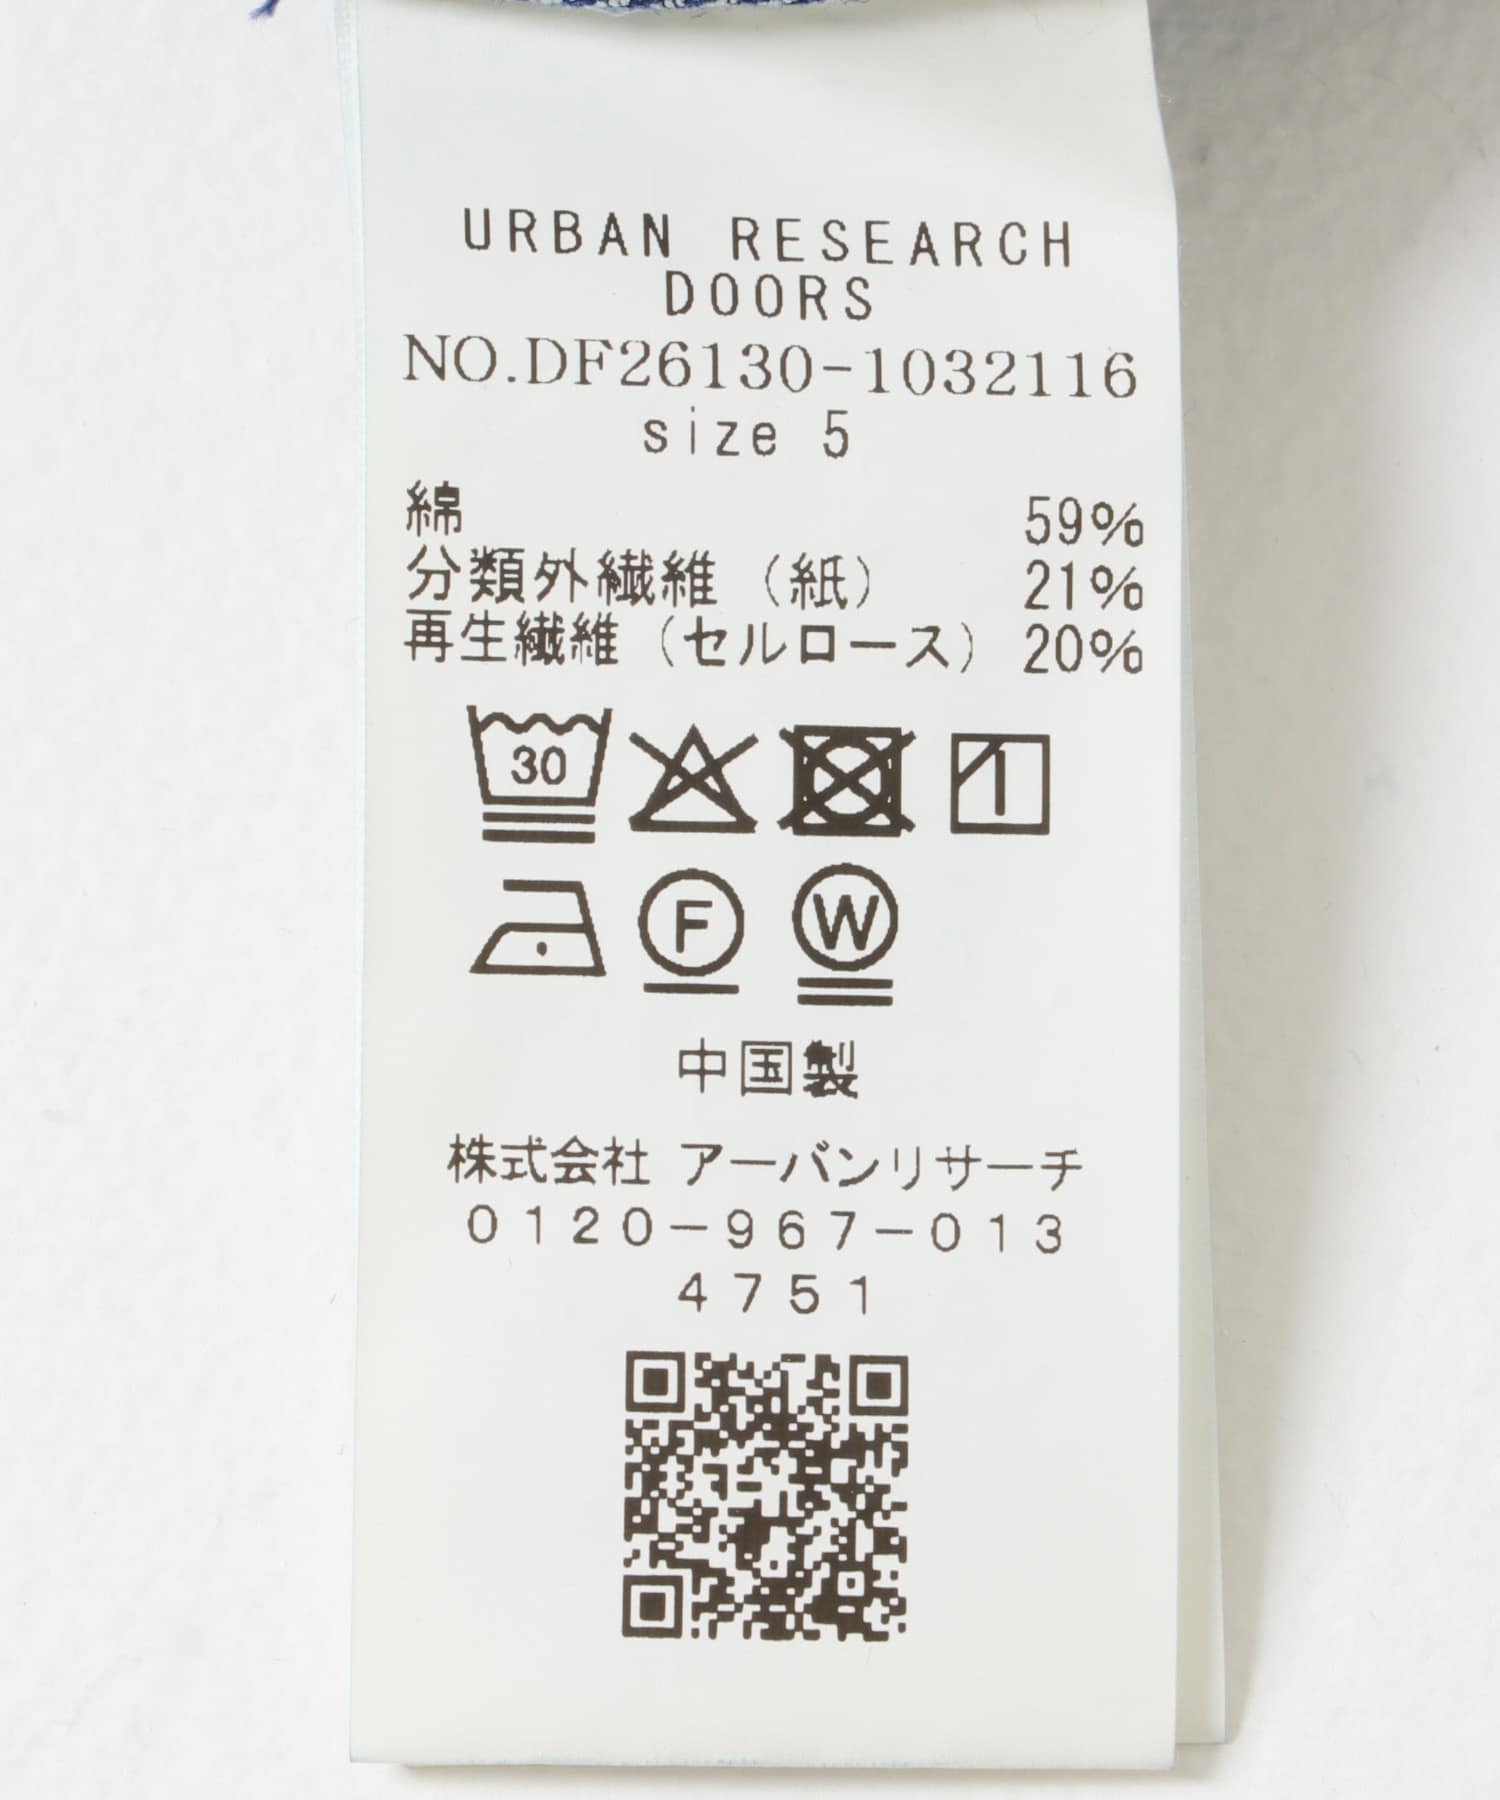 URBAN RESEARCH
DOORS
NO.DF26130-1032116
size 5
綿 59%
分類外繊維（紙） 21%
再生繊維（セルロース） 20%
30
F W
中国製
株式会社 アーバンリサーチ
0120-967-013
4751